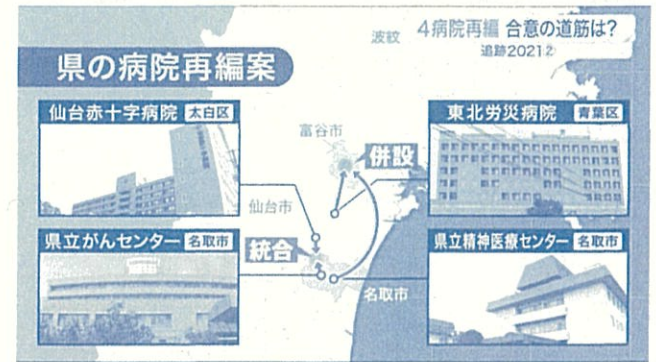 波紋 4病院再編 合意の道筋は?
追跡2021②
県の病院再編案
仙台赤十字病院 太白区
東北労災病院 青葉区
富谷市
併設
仙台市
県立がんセンター 名取市
統合
県立精神医療センター 名取市
名取市